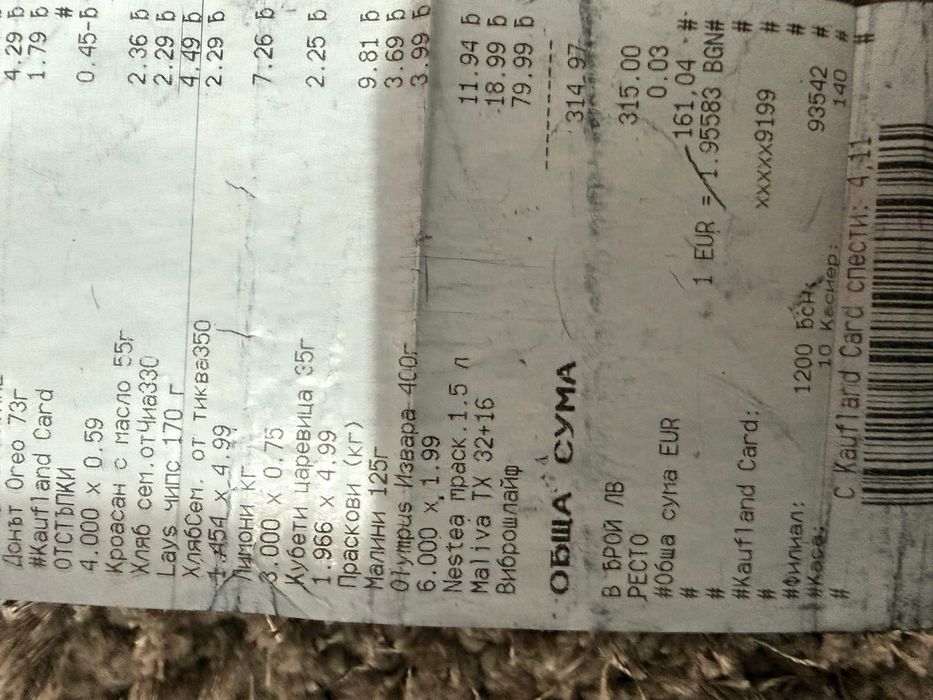 4.29 Б
Донът Oreo 73г 1.79 Б
#Kaufland Card #
ОТСТЪПКИ 0.45-Б
4.000 x 0.59
Кроасан с масло 55г 2.36 Б
Хляб сем.отЧиа330 2.29 Б
Lays чипс 170 г 4.49 Б
ХлябСем. от тиква350 2.29 Б
1.454 x 4.99
Лимони кг 7.26 Б
3.000 x 0.75
Кубети царевица 35г 2.25 Б
1.966 x 4.99
Праскови (кг) 9.81 Б
Малини 125г 3.69 Б
Olympus Извара 400г 3.99 Б
6.000 x 1.99
Nestea праск.1.5 л 11.94 Б
Maliva TX 32+16 18.99 Б
Виброшлайф 79.99 Б
------------
ОБЩА СУМА 314.97
В БРОЙ ЛВ 315.00
РЕСТО 0.03
#Обща сума EUR 161,04 #
# 1 EUR = 1.95583 BGN#
# #
#Kaufland Card: xxxxx9199 #
# #
#Филиал: 1200 Бон: 93542 #
#Каса: 10 Касиер: 140 #
# #
С Kaufland Card спести: 4,11